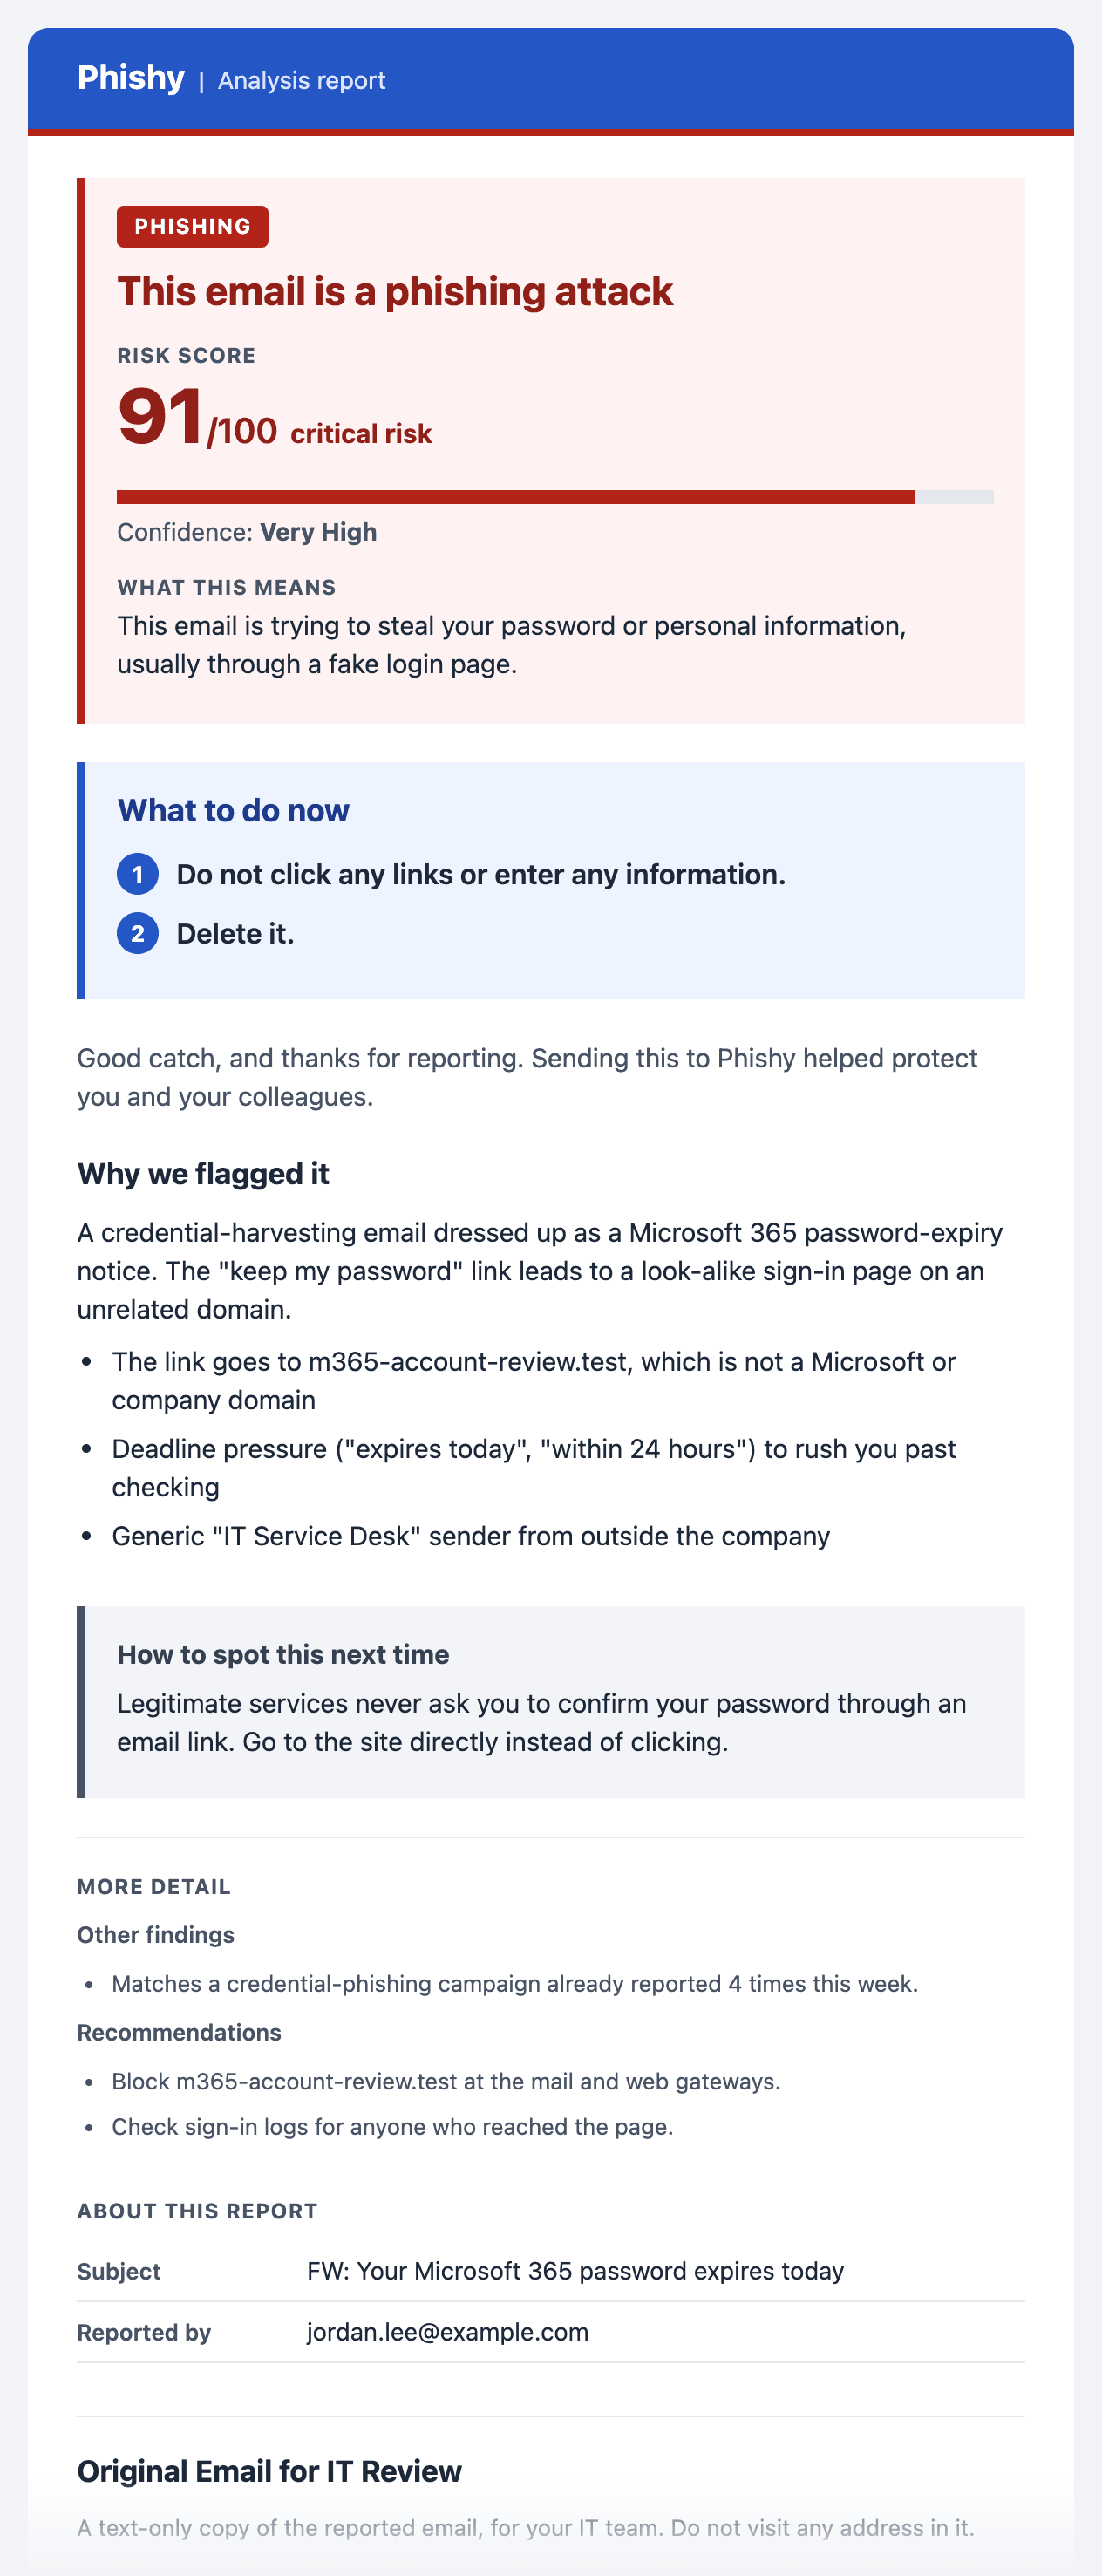 Phishy | Analysis report
PHISHING
This email is a phishing attack
RISK SCORE
91/100 critical risk
Confidence: Very High
WHAT THIS MEANS
This email is trying to steal your password or personal information,
usually through a fake login page.
What to do now
1 Do not click any links or enter any information.
2 Delete it.
Good catch, and thanks for reporting. Sending this to Phishy helped protect
you and your colleagues.
Why we flagged it
A credential-harvesting email dressed up as a Microsoft 365 password-expiry
notice. The "keep my password" link leads to a look-alike sign-in page on an
unrelated domain.
• The link goes to m365-account-review.test, which is not a Microsoft or
company domain
• Deadline pressure ("expires today", "within 24 hours") to rush you past
checking
• Generic "IT Service Desk" sender from outside the company
How to spot this next time
Legitimate services never ask you to confirm your password through an
email link. Go to the site directly instead of clicking.
MORE DETAIL
Other findings
• Matches a credential-phishing campaign already reported 4 times this week.
Recommendations
• Block m365-account-review.test at the mail and web gateways.
• Check sign-in logs for anyone who reached the page.
ABOUT THIS REPORT
Subject FW: Your Microsoft 365 password expires today
Reported by jordan.lee@example.com
Original Email for IT Review
A text-only copy of the reported email, for your IT team. Do not visit any address in it.